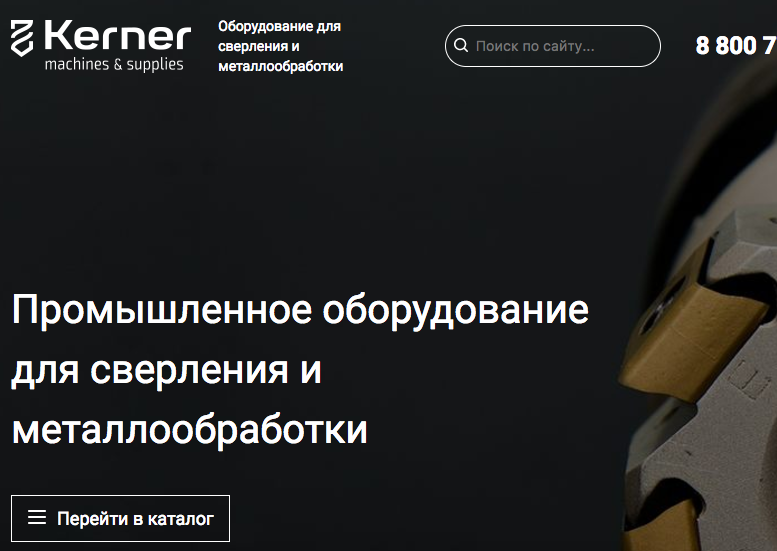 Kerner
machines & supplies
Оборудование для
сверления и
металлообработки
Поиск по сайту...
8 800 7
Промышленное оборудование
для сверления и
металлообработки
Перейти в каталог